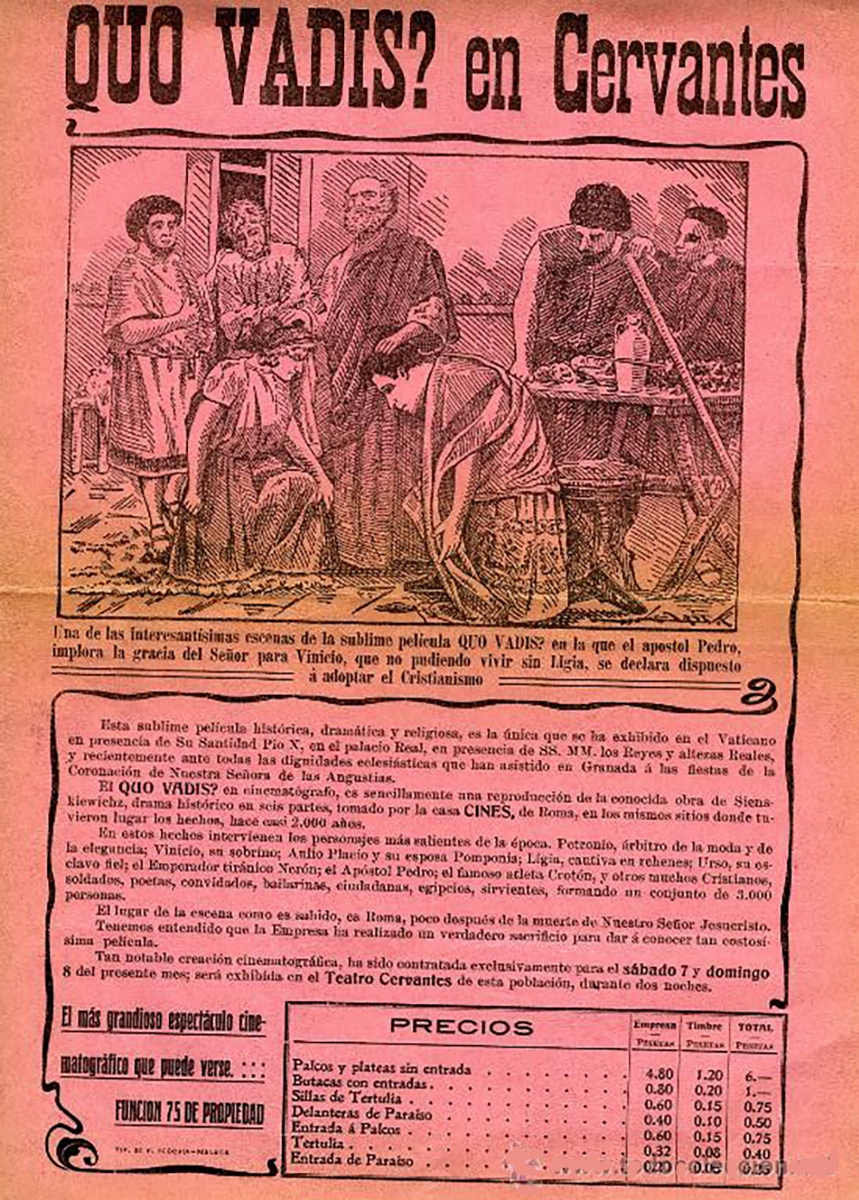 QUO VADIS? en Cervantes
Una de las interesantísimas escenas de la sublime película QUO VADIS? en la que el apostol Pedro,
implora la gracia del Señor para Vinicio, que no pudiendo vivir sin Ligia, se declara dispuesto
á adoptar el Cristianismo
Esta sublime película histórica, dramática y religiosa, es la única que se ha exhibido en el Vaticano
en presencia de Su Santidad Pio X, en el palacio Real, en presencia de SS. MM. los Reyes y altezas Reales,
y recientemente ante todas las dignidades eclesiásticas que han asistido en Granada á las fiestas de la
Coronación de Nuestra Señora de las Angustias.
El QUO VADIS? en cinematógrafo, es sencillamente una reproducción de la conocida obra de Siens-
kiewichz, drama histórico en seis partes, tomado por la casa CINES, de Roma, en los mismos sitios donde tu-
vieron lugar los hechos, hace casi 2.000 años.
En estos hechos intervienen los personajes más salientes de la época. Petronio, árbitro de la moda y de
la elegancia; Vinicio, su sobrino; Aulio Placio y su esposa Pomponia; Ligia, cautiva en rehenes; Urso, su es-
clavo fiel; el Emperador tiránico Nerón; el Apóstol Pedro; el famoso atleta Crotón, y otros muchos Cristianos,
soldados, poetas, convidados, bailarinas, ciudadanas, egipcios, sirvientes, formando un conjunto de 3.000
personas.
El lugar de la escena como es sabido, es Roma, poco después de la muerte de Nuestro Señor Jesucristo.
Tenemos entendido que la Empresa ha realizado un verdadero sacrificio para dar á conocer tan costosí-
sima película.
Tan notable creación cinematográfica, ha sido contratada exclusivamente para el sábado 7 y domingo
8 del presente mes; será exhibida en el Teatro Cervantes de esta población, durante dos noches.
El más grandioso espectáculo cine-
matográfico que puede verse. : : :
FUNCION 75 DE PROPIEDAD
PRECIOS Empresa Timbre TOTAL
PESETAS PESETAS PESETAS
Palcos y plateas sin entrada 4.80 1.20 6.—
Butacas con entradas. 0.80 0.20 1.—
Sillas de Tertulia 0.60 0.15 0.75
Delanteras de Paraiso 0.40 0.10 0.50
Entrada á Palcos 0.60 0.15 0.75
Tertulia 0.32 0.08 0.40
Entrada de Paraiso 0.20 0.05 0.25